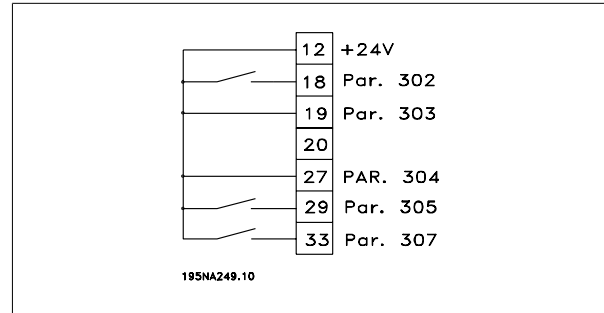 12 +24V
18 Par. 302
19 Par. 303
20
27 PAR. 304
29 Par. 305
33 Par. 307
195NA249.10